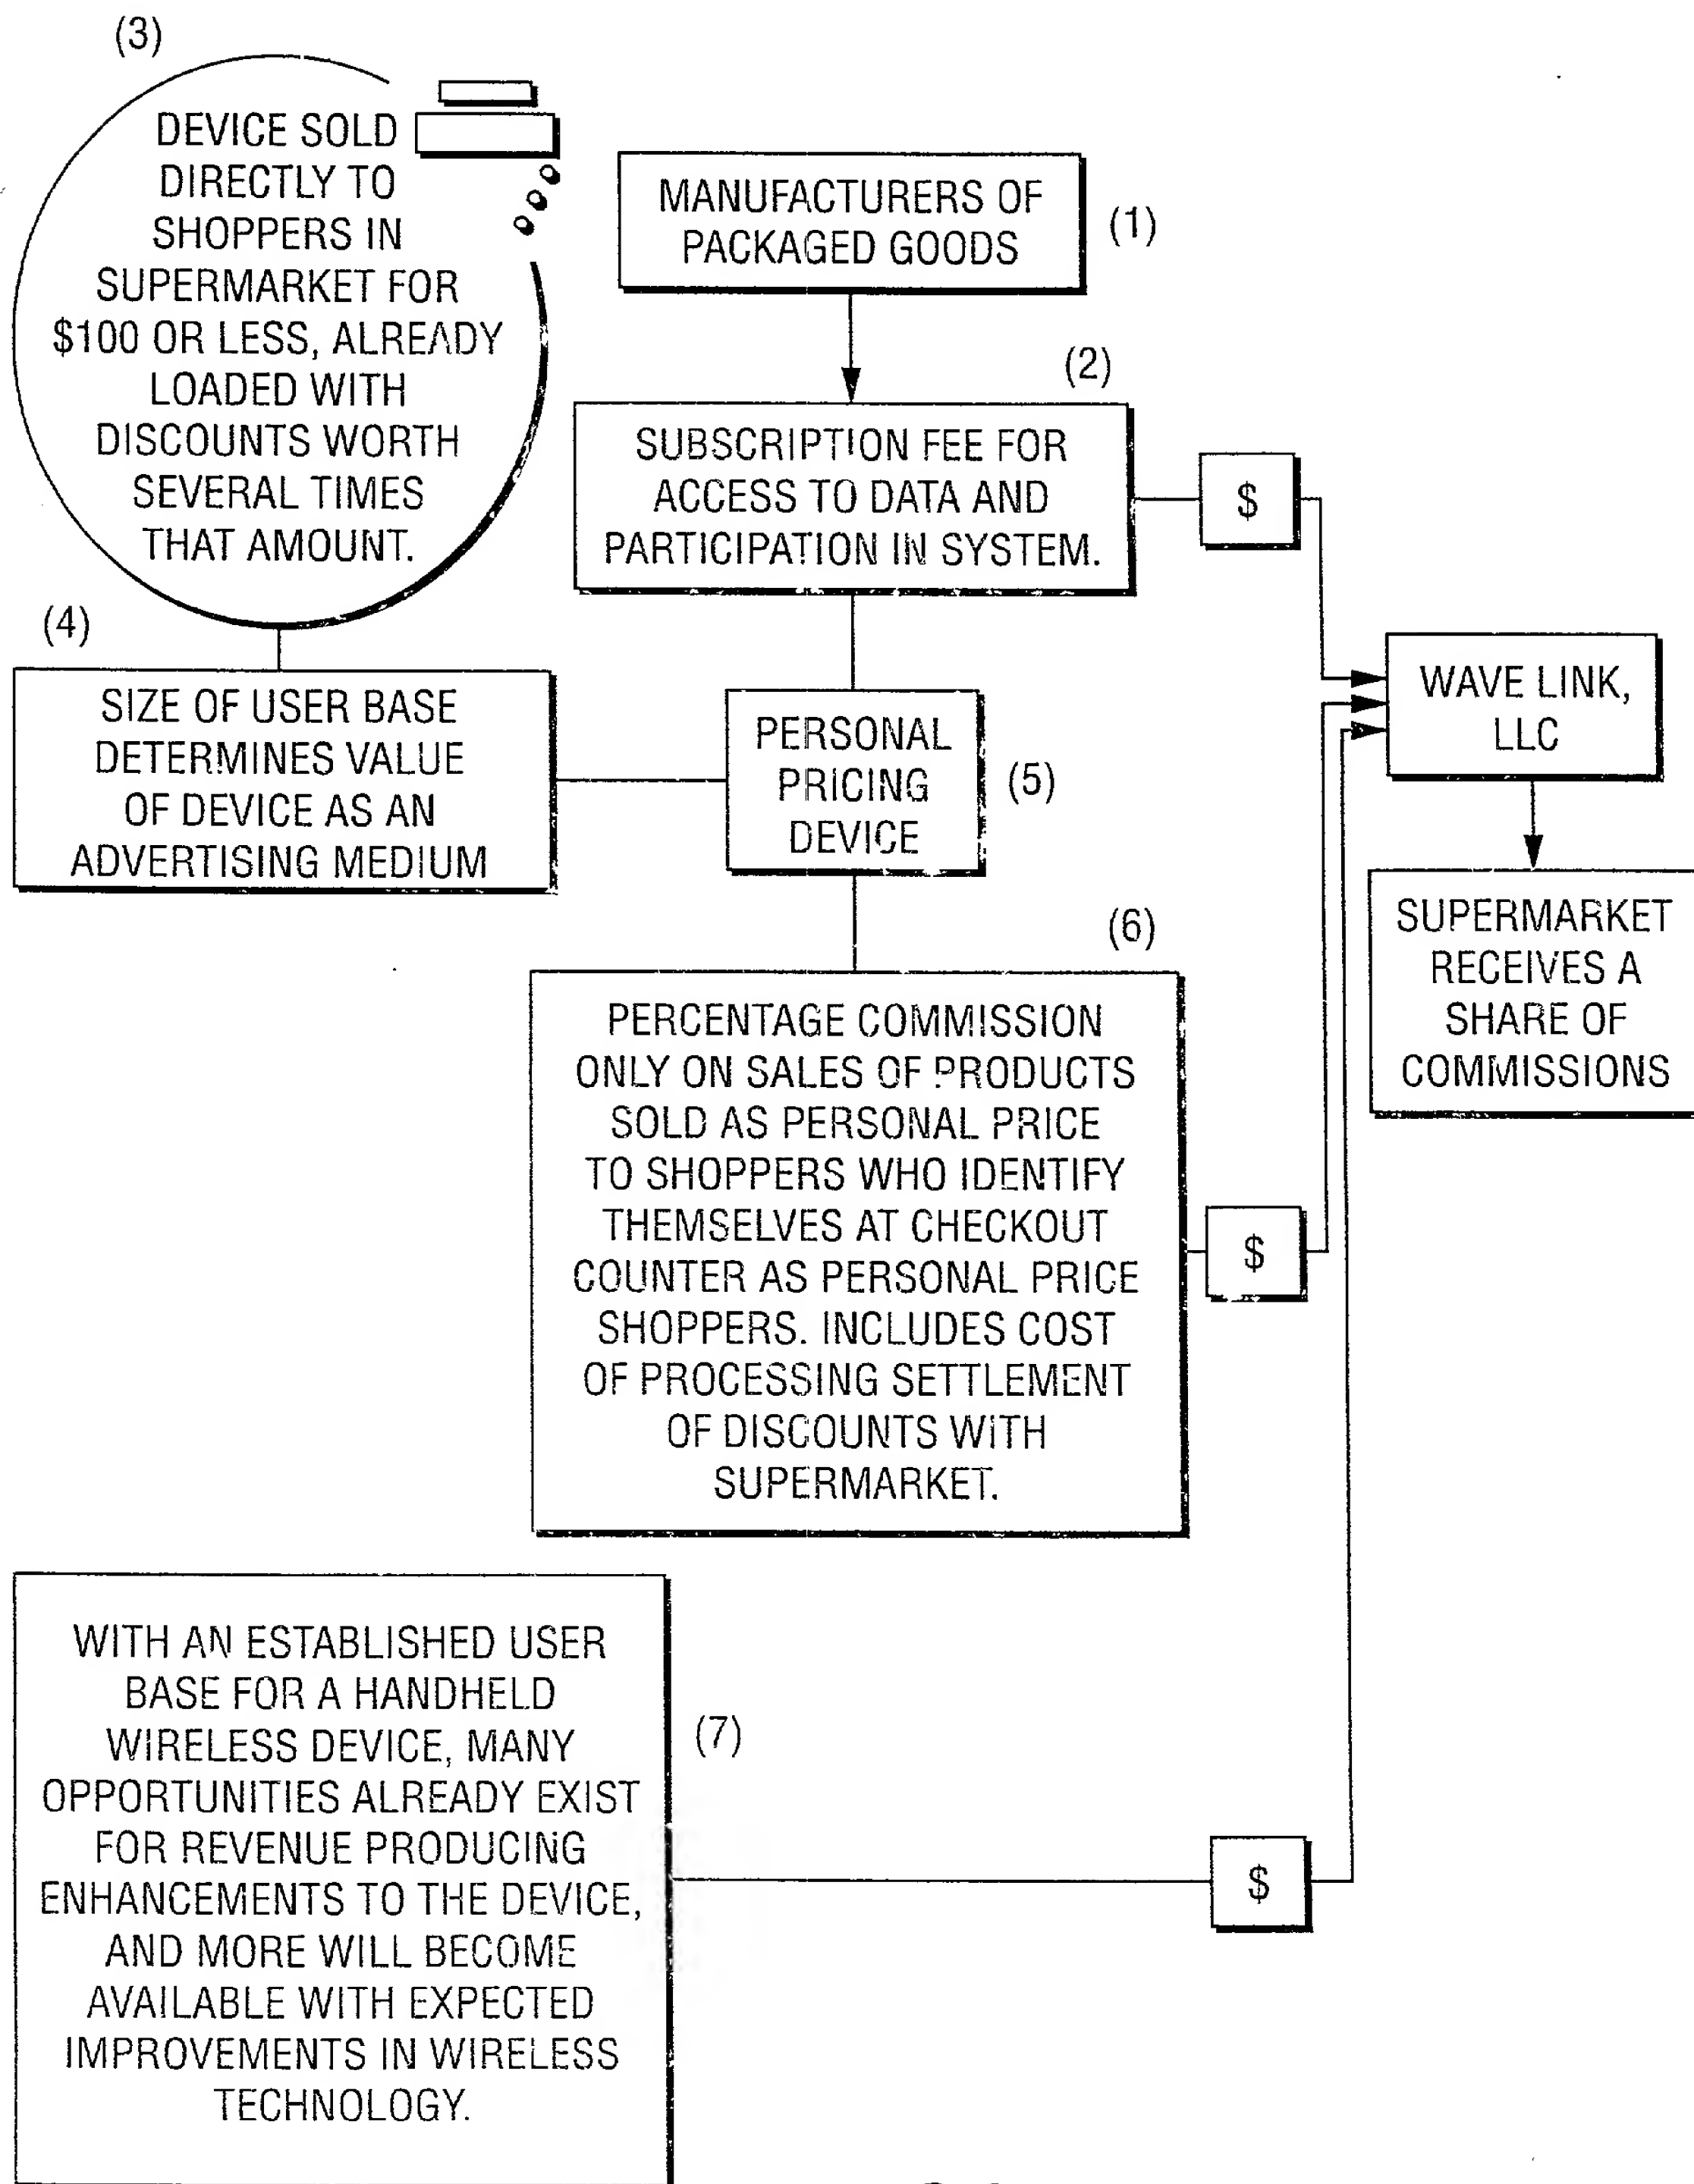 (3)
DEVICE SOLD
DIRECTLY TO
SHOPPERS IN
SUPERMARKET FOR
$100 OR LESS, ALREADY
LOADED WITH
DISCOUNTS WORTH
SEVERAL TIMES
THAT AMOUNT.
MANUFACTURERS OF
PACKAGED GOODS
(1)
(2)
SUBSCRIPTION FEE FOR
ACCESS TO DATA AND
PARTICIPATION IN SYSTEM.
$
(4)
SIZE OF USER BASE
DETERMINES VALUE
OF DEVICE AS AN
ADVERTISING MEDIUM
PERSONAL
PRICING
DEVICE
(5)
WAVE LINK,
LLC
SUPERMARKET
RECEIVES A
SHARE OF
COMMISSIONS
(6)
PERCENTAGE COMMISSION
ONLY ON SALES OF PRODUCTS
SOLD AS PERSONAL PRICE
TO SHOPPERS WHO IDENTIFY
THEMSELVES AT CHECKOUT
COUNTER AS PERSONAL PRICE
SHOPPERS. INCLUDES COST
OF PROCESSING SETTLEMENT
OF DISCOUNTS WITH
SUPERMARKET.
$
WITH AN ESTABLISHED USER
BASE FOR A HANDHELD
WIRELESS DEVICE, MANY
OPPORTUNITIES ALREADY EXIST
FOR REVENUE PRODUCING
ENHANCEMENTS TO THE DEVICE,
AND MORE WILL BECOME
AVAILABLE WITH EXPECTED
IMPROVEMENTS IN WIRELESS
TECHNOLOGY.
(7)
$